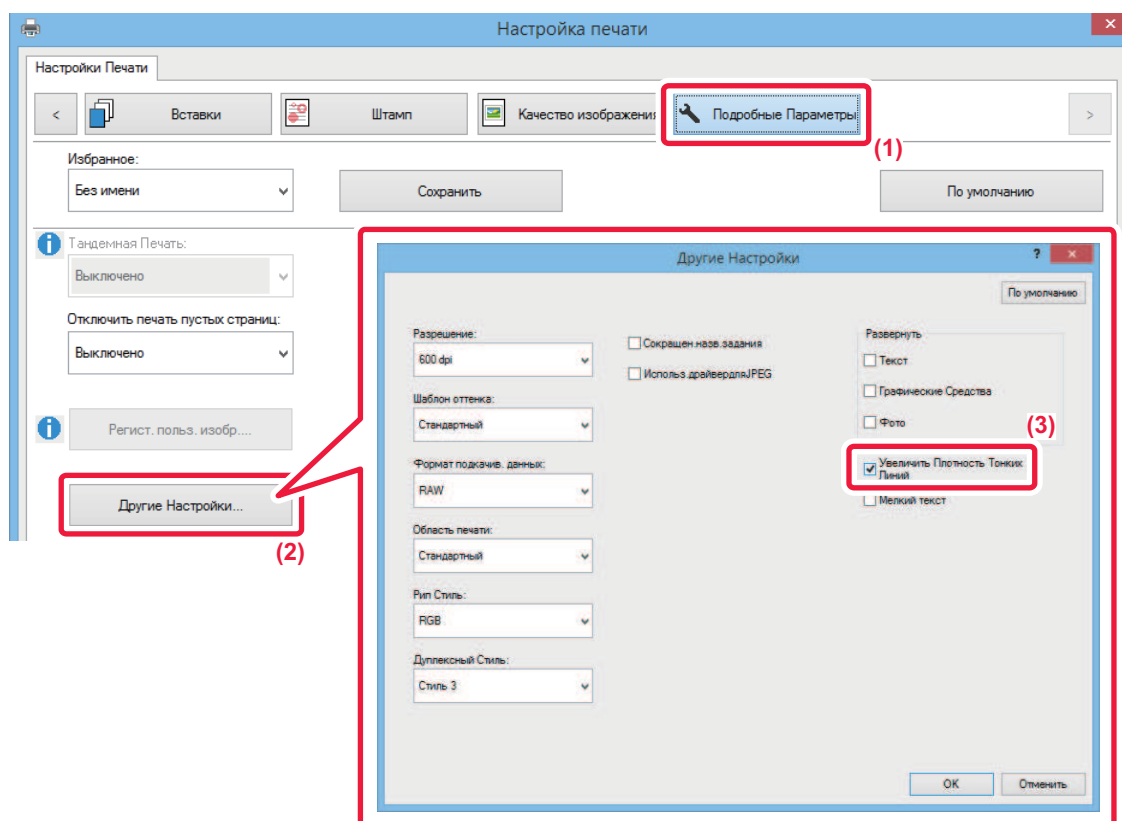 Настройка печати
Настройки Печати
< Вставки Штамп Качество изображения Подробные Параметры >
(1)
Избранное:
Без имени Сохранить По умолчанию
Тандемная Печать:
Выключено
Отключить печать пустых страниц:
Выключено
Регист. польз. изобр....
Другие Настройки...
(2)
Другие Настройки ?
По умолчанию
Разрешение:
600 dpi
Шаблон оттенка:
Стандартный
Формат подкачив. данных:
RAW
Область печати:
Стандартный
Рип Стиль:
RGB
Дуплексный Стиль:
Стиль 3
Сокращен.назв.задания
Использ.драйвердляJPEG
Развернуть
Текст
Графические Средства
Фото
(3)
Увеличить Плотность Тонких
Линий
Мелкий текст
OK Отменить